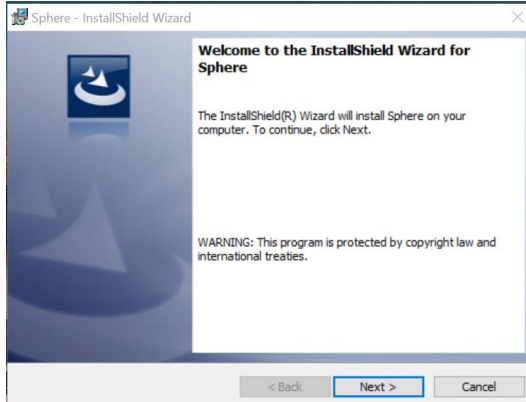 Sphere - InstallShield Wizard
Welcome to the InstallShield Wizard for
Sphere
The InstallShield(R) Wizard will install Sphere on your
computer. To continue, click Next.
WARNING: This program is protected by copyright law and
international treaties.
< Back Next > Cancel